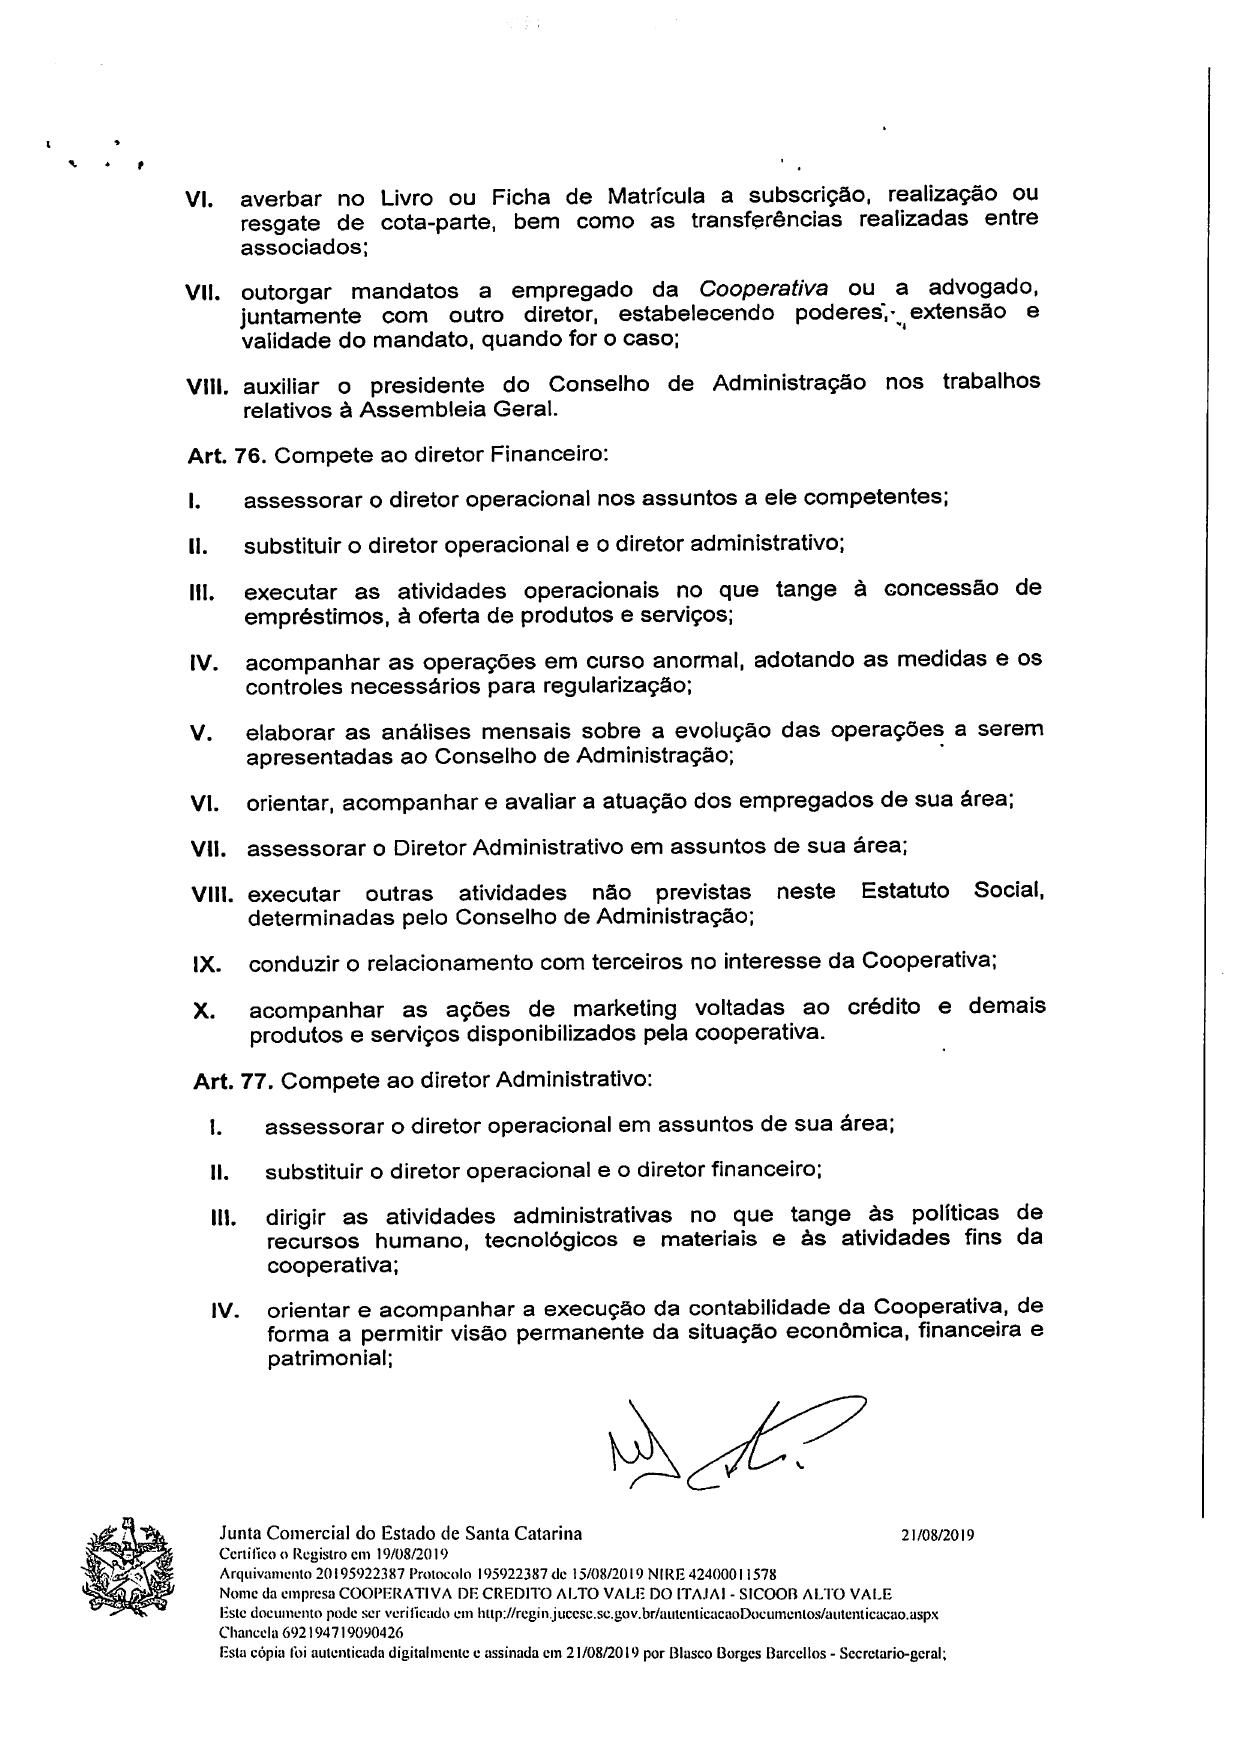 VI. averbar no Livro ou Ficha de Matrícula a subscrição, realização ou
resgate de cota-parte, bem como as transferências realizadas entre
associados;
VII. outorgar mandatos a empregado da Cooperativa ou a advogado,
juntamente com outro diretor, estabelecendo poderes, extensão e
validade do mandato, quando for o caso;
VIII. auxiliar o presidente do Conselho de Administração nos trabalhos
relativos à Assembleia Geral.
Art. 76. Compete ao diretor Financeiro:
I. assessorar o diretor operacional nos assuntos a ele competentes;
II. substituir o diretor operacional e o diretor administrativo;
III. executar as atividades operacionais no que tange à concessão de
empréstimos, à oferta de produtos e serviços;
IV. acompanhar as operações em curso anormal, adotando as medidas e os
controles necessários para regularização;
V. elaborar as análises mensais sobre a evolução das operações a serem
apresentadas ao Conselho de Administração;
VI. orientar, acompanhar e avaliar a atuação dos empregados de sua área;
VII. assessorar o Diretor Administrativo em assuntos de sua área;
VIII. executar outras atividades não previstas neste Estatuto Social,
determinadas pelo Conselho de Administração;
IX. conduzir o relacionamento com terceiros no interesse da Cooperativa;
X. acompanhar as ações de marketing voltadas ao crédito e demais
produtos e serviços disponibilizados pela cooperativa.
Art. 77. Compete ao diretor Administrativo:
I. assessorar o diretor operacional em assuntos de sua área;
II. substituir o diretor operacional e o diretor financeiro;
III. dirigir as atividades administrativas no que tange às políticas de
recursos humano, tecnológicos e materiais e às atividades fins da
cooperativa;
IV. orientar e acompanhar a execução da contabilidade da Cooperativa, de
forma a permitir visão permanente da situação econômica, financeira e
patrimonial;
Junta Comercial do Estado de Santa Catarina 21/08/2019
Certifico o Registro em 19/08/2019
Arquivamento 20195922387 Protocolo 195922387 de 15/08/2019 NIRE 42400011578
Nome da empresa COOPERATIVA DE CREDITO ALTO VALE DO ITAJAI - SICOOB ALTO VALE
Este documento pode ser verificado em http://regin.jucesc.sc.gov.br/autenticacaoDocumentos/autenticacao.aspx
Chancela 692194719090426
Esta cópia foi autenticada digitalmente e assinada em 21/08/2019 por Blasco Borges Barcellos - Secretario-geral;